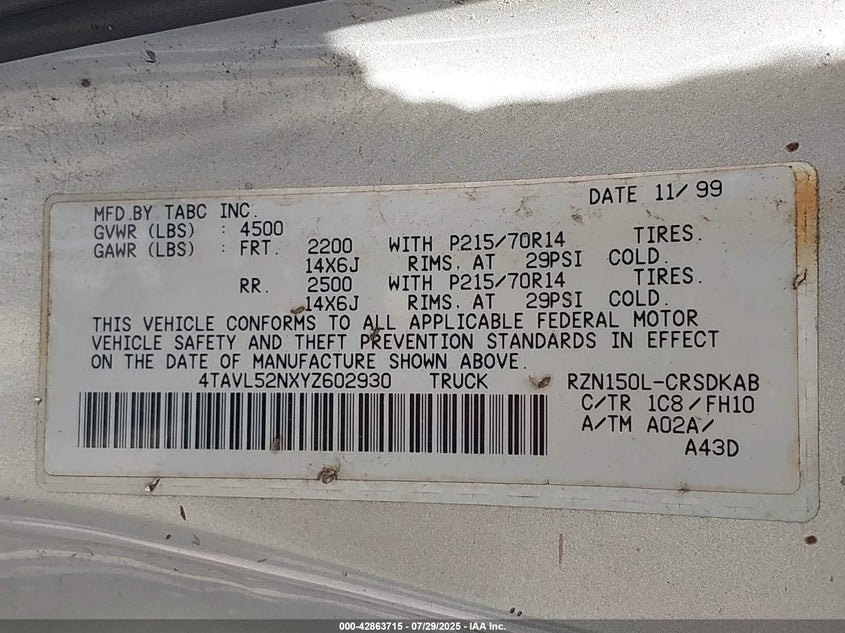 DATE 11/99
MFD.BY TABC INC.
GVWR (LBS) : 4500
GAWR (LBS) : FRT. 2200 WITH P215/70R14 TIRES.
14X6J RIMS, AT 29PSI COLD.
RR. 2500 WITH P215/70R14 TIRES.
14X6J RIMS, AT 29PSI COLD.
THIS VEHICLE CONFORMS TO ALL APPLICABLE FEDERAL MOTOR
VEHICLE SAFETY AND THEFT PREVENTION STANDARDS IN EFFECT
ON THE DATE OF MANUFACTURE SHOWN ABOVE.
4TAVL52NXYZ602930 TRUCK RZN150L-CRSDKAB
C/TR 1C8/FH10
A/TM A02A/
A43D
000-42863715 - 07/29/2025 - IAA Inc.